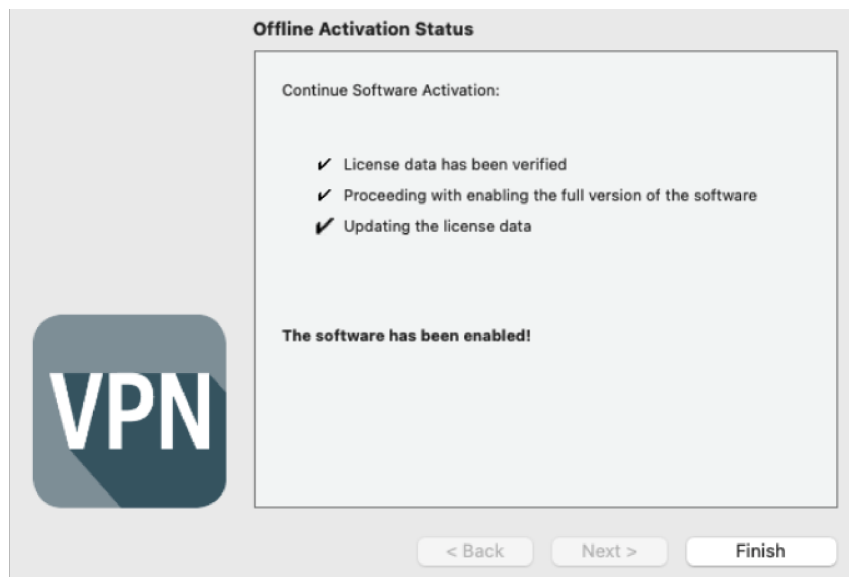 Offline Activation Status
Continue Software Activation:
✔ License data has been verified
✔ Proceeding with enabling the full version of the software
✔ Updating the license data
The software has been enabled!
VPN
< Back
Next >
Finish